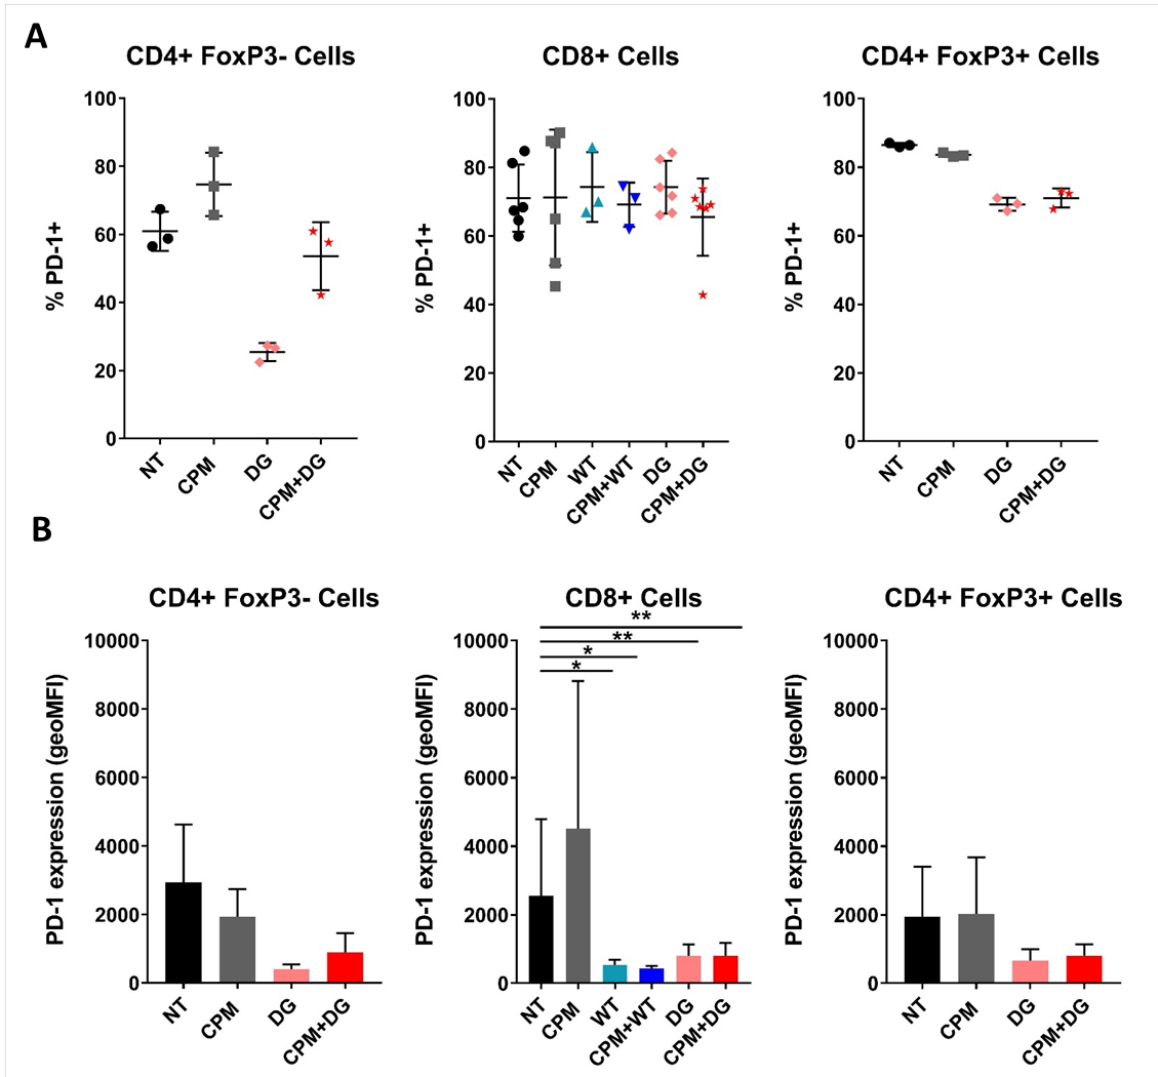 A
CD4+ FoxP3- Cells
% PD-1+
100
80
60
40
20
0
NT
CPM
DG
CPM+DG
CD8+ Cells
% PD-1+
100
80
60
40
20
0
NT
CPM
WT
CPM+WT
DG
CPM+DG
CD4+ FoxP3+ Cells
% PD-1+
100
80
60
40
20
0
NT
CPM
DG
CPM+DG
B
CD4+ FoxP3- Cells
PD-1 expression (geoMFI)
10000
8000
6000
4000
2000
0
NT
CPM
DG
CPM+DG
CD8+ Cells
**
**
*
*
PD-1 expression (geoMFI)
10000
8000
6000
4000
2000
0
NT
CPM
WT
CPM+WT
DG
CPM+DG
CD4+ FoxP3+ Cells
PD-1 expression (geoMFI)
10000
8000
6000
4000
2000
0
NT
CPM
DG
CPM+DG